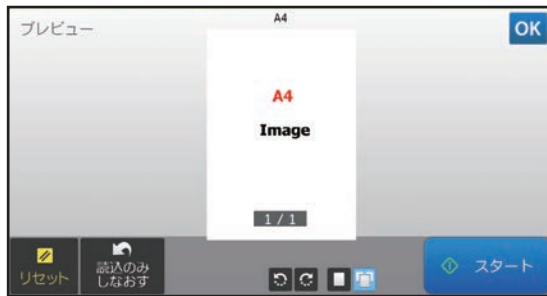 プレビュー
A4
OK
A4
Image
1 / 1
リセット
読込のみ
しなおす
スタート